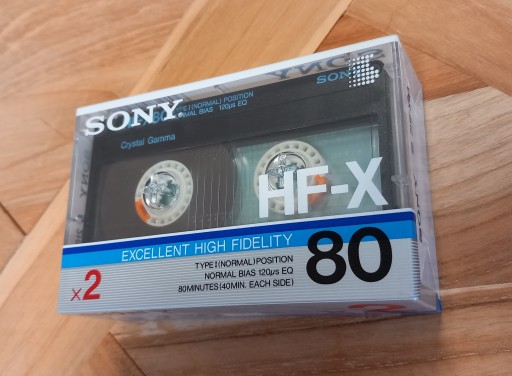 SONY
SONY
80 TYPE I (NORMAL) POSITION
NORMAL BIAS 120µs EQ
Crystal Gamma
HF-X
EXCELLENT HIGH FIDELITY
80
TYPE I (NORMAL) POSITION
NORMAL BIAS 120µs EQ
80MINUTES (40MIN. EACH SIDE)
x2